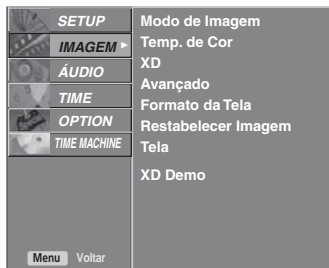 SETUP
IMAGEM
ÁUDIO
TIME
OPTION
TIME MACHINE
Modo de Imagem
Temp. de Cor
XD
Avançado
Formato da Tela
Restabelecer Imagem
Tela
XD Demo
Menu Voltar